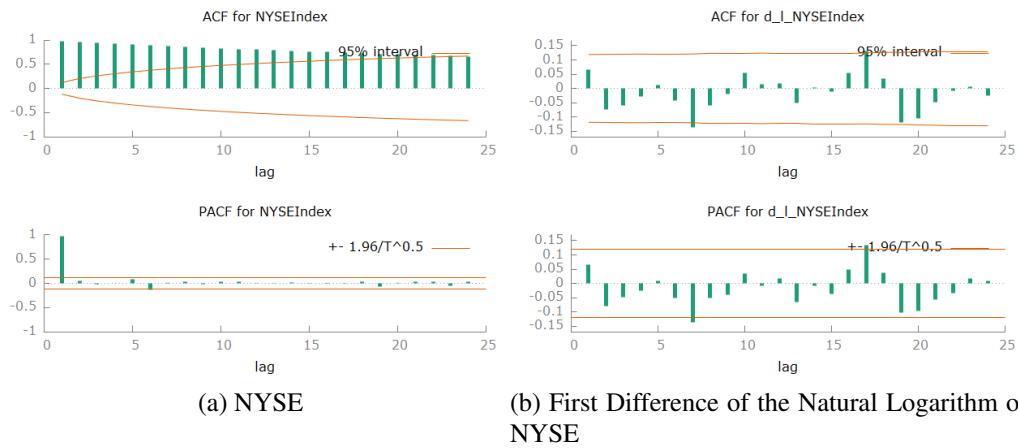 ACF for NYSEIndex
1
0.5
0
-0.5
-1
95% interval
0 5 10 15 20 25
lag
PACF for NYSEIndex
1
0.5
0
-0.5
-1
+- 1.96/T^0.5
0 5 10 15 20 25
lag
(a) NYSE
ACF for d_l_NYSEIndex
0.15
0.1
0.05
0
-0.05
-0.1
-0.15
95% interval
0 5 10 15 20 25
lag
PACF for d_l_NYSEIndex
0.15
0.1
0.05
0
-0.05
-0.1
-0.15
+- 1.96/T^0.5
0 5 10 15 20 25
lag
(b) First Difference of the Natural Logarithm o
NYSE